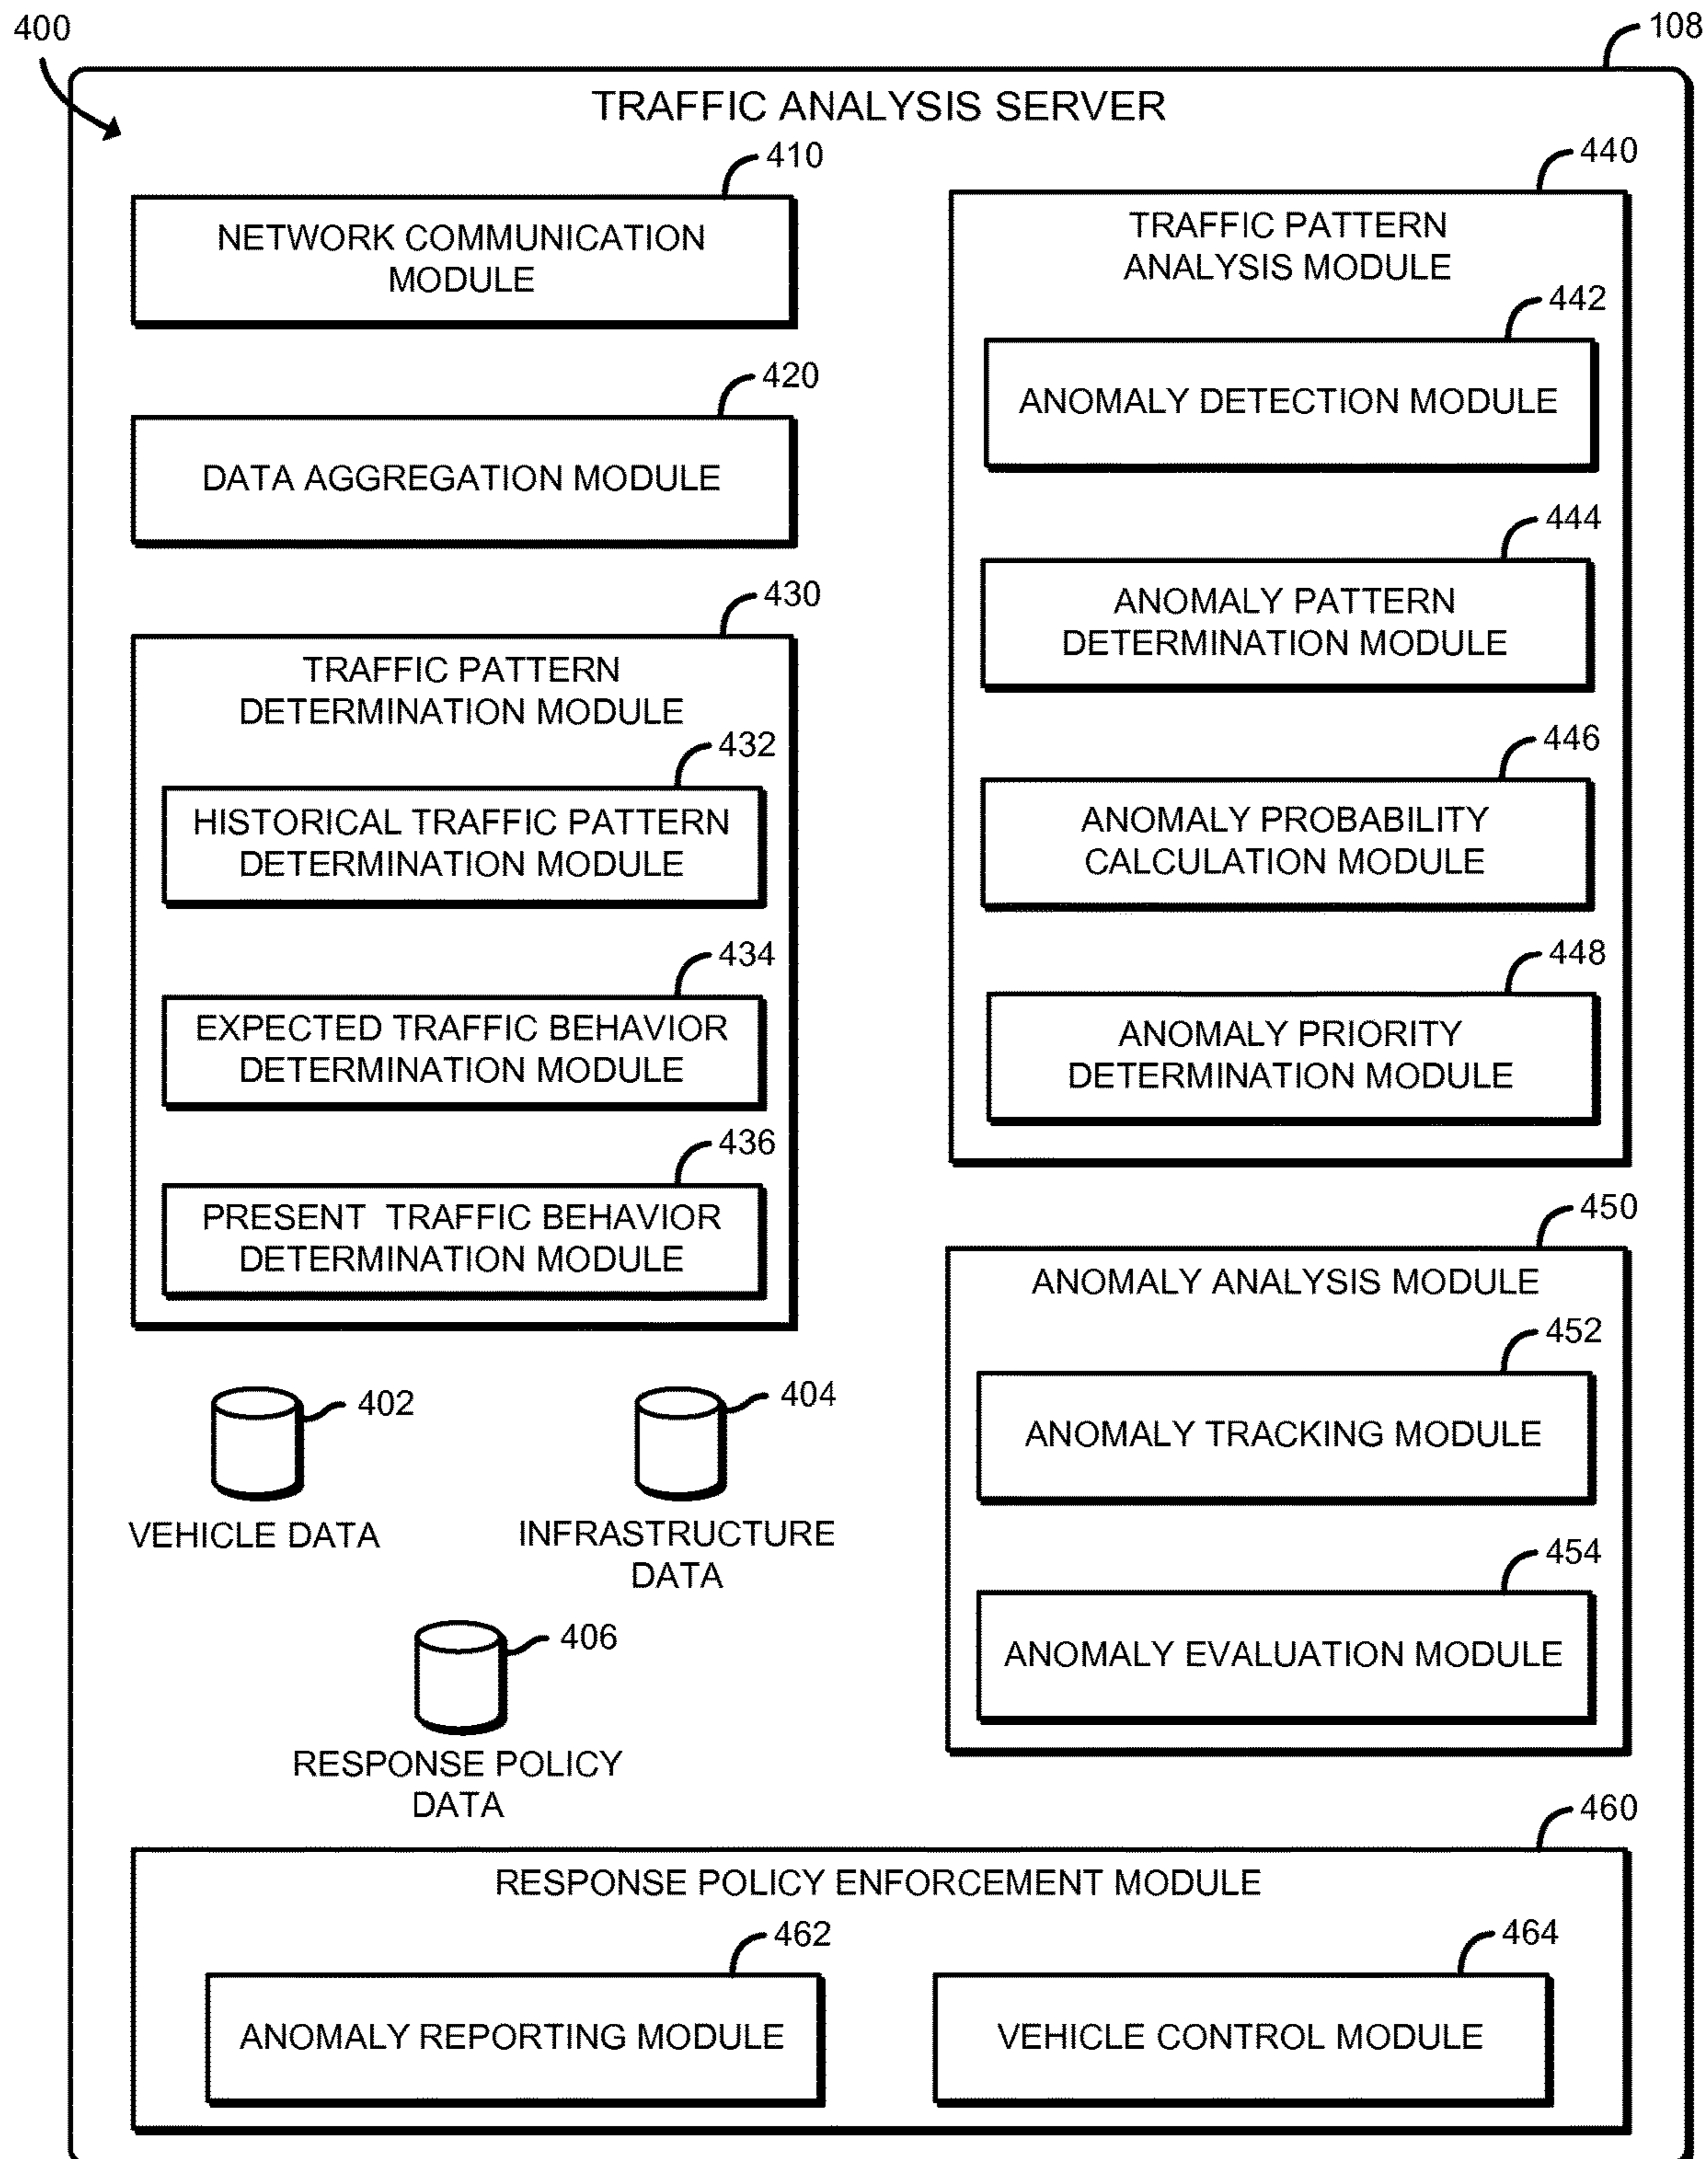 400
108
TRAFFIC ANALYSIS SERVER
410
NETWORK COMMUNICATION
MODULE
420
DATA AGGREGATION MODULE
430
TRAFFIC PATTERN
DETERMINATION MODULE
432
HISTORICAL TRAFFIC PATTERN
DETERMINATION MODULE
434
EXPECTED TRAFFIC BEHAVIOR
DETERMINATION MODULE
436
PRESENT TRAFFIC BEHAVIOR
DETERMINATION MODULE
440
TRAFFIC PATTERN
ANALYSIS MODULE
442
ANOMALY DETECTION MODULE
444
ANOMALY PATTERN
DETERMINATION MODULE
446
ANOMALY PROBABILITY
CALCULATION MODULE
448
ANOMALY PRIORITY
DETERMINATION MODULE
402
VEHICLE DATA
404
INFRASTRUCTURE
DATA
406
RESPONSE POLICY
DATA
450
ANOMALY ANALYSIS MODULE
452
ANOMALY TRACKING MODULE
454
ANOMALY EVALUATION MODULE
460
RESPONSE POLICY ENFORCEMENT MODULE
462
ANOMALY REPORTING MODULE
464
VEHICLE CONTROL MODULE